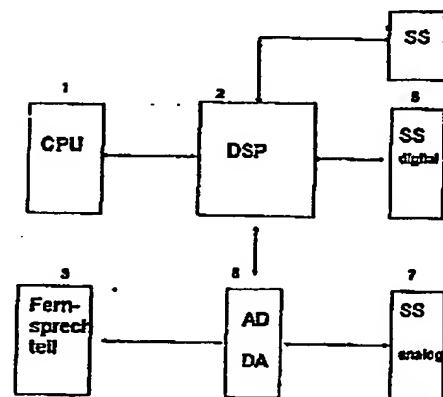 SS
1
2
5
CPU
DSP
SS
digital
3
6
7
Fern-
sprech
teil
AD
DA
SS
analog